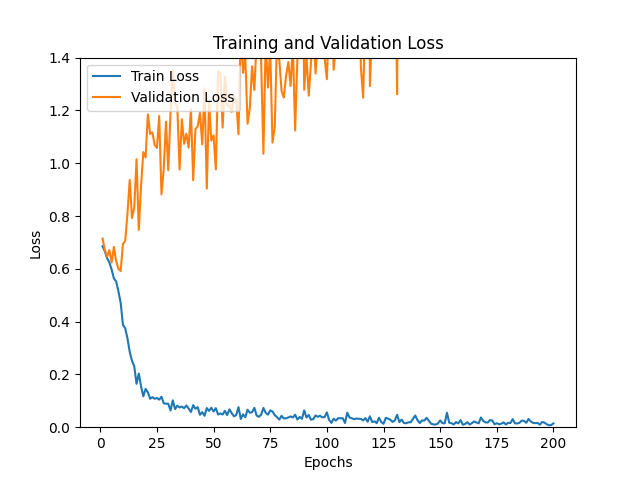 Training and Validation Loss
Train Loss
Validation Loss
Loss
1.4
1.2
1.0
0.8
0.6
0.4
0.2
0.0
0 25 50 75 100 125 150 175 200
Epochs